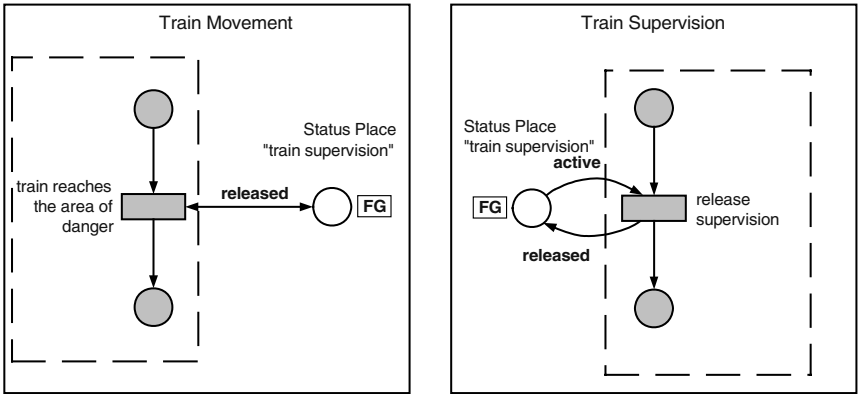 Train Movement
Status Place
"train supervision"
train reaches
the area of
danger
released
FG
Train Supervision
Status Place
"train supervision"
active
FG
release
supervision
released